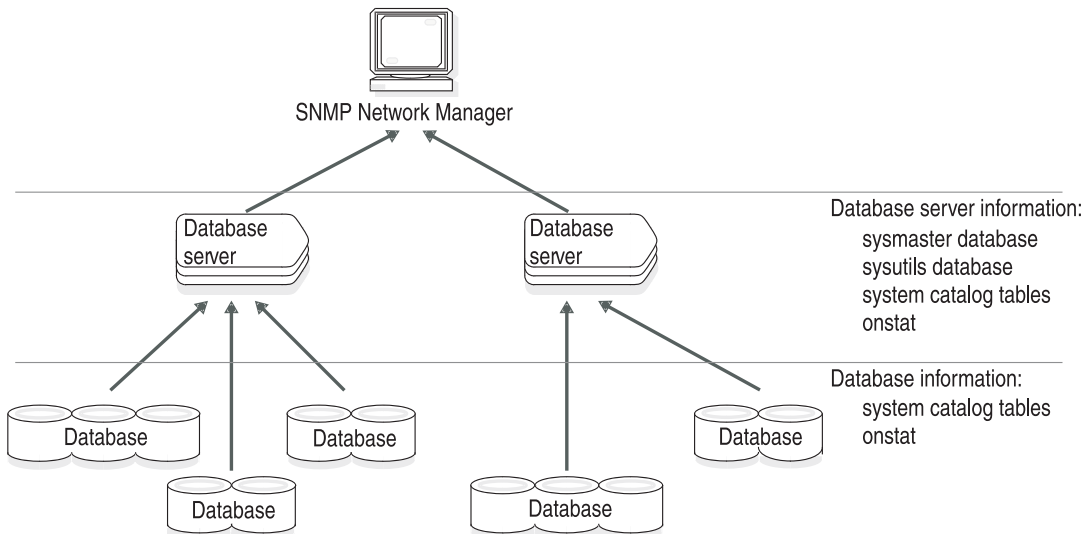 SNMP Network Manager
Database
server
Database
server
Database server information:
sysmaster database
sysutils database
system catalog tables
onstat
Database information:
system catalog tables
onstat
Database
Database
Database
Database
Database